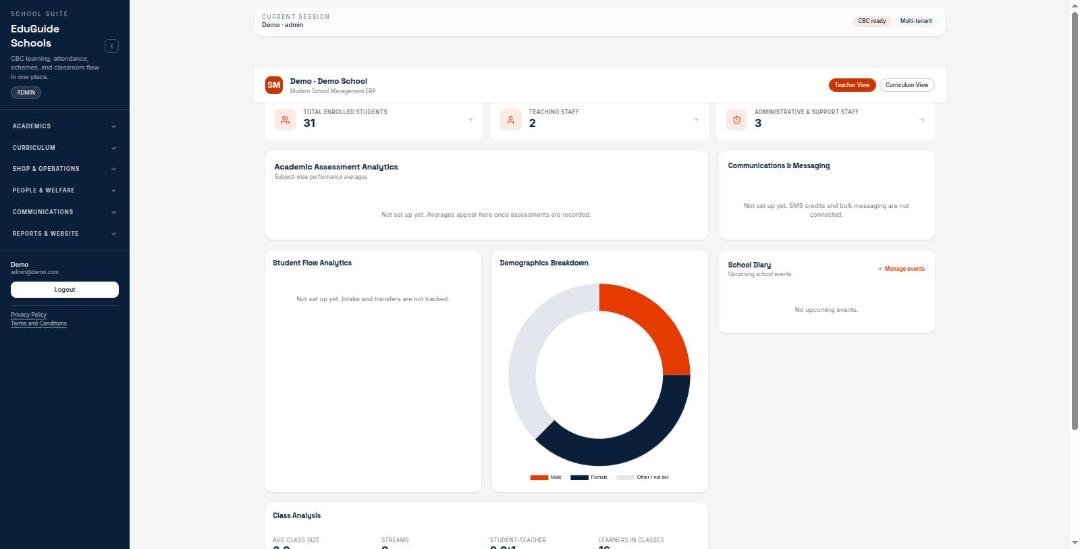 SCHOOL SUITE
EduGuide
Schools
CBC learning, attendance,
schemes, and classroom flow
in one place.
ADMIN
ACADEMICS
CURRICULUM
SHOP & OPERATIONS
PEOPLE & WELFARE
COMMUNICATIONS
REPORTS & WEBSITE
Demo
admin@demo.com
Logout
Privacy Policy
Terms and Conditions
CURRENT SESSION
Demo · admin
CBC ready
Multi-tenant
SM
Demo · Demo School
Modern School Management ERP
Teacher View
Curriculum View
TOTAL ENROLLED STUDENTS
31
TEACHING STAFF
2
ADMINISTRATIVE & SUPPORT STAFF
3
Academic Assessment Analytics
Subject-wise performance averages
Not set up yet. Averages appear here once assessments are recorded.
Communications & Messaging
Not set up yet. SMS credits and bulk messaging are not
connected.
Student Flow Analytics
Not set up yet. Intake and transfers are not tracked.
Demographics Breakdown
Male
Female
Other / not set
School Diary
Upcoming school events
+ Manage events
No upcoming events.
Class Analysis
AVG CLASS SIZE
STREAMS
STUDENT-TEACHER
LEARNERS IN CLASSES